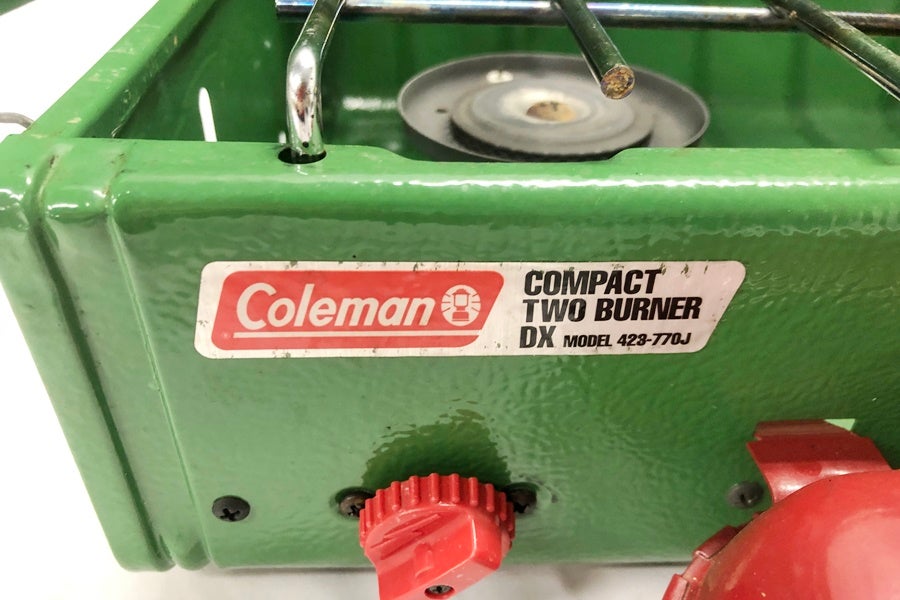 Coleman
COMPACT
TWO BURNER
DX MODEL 423-770J